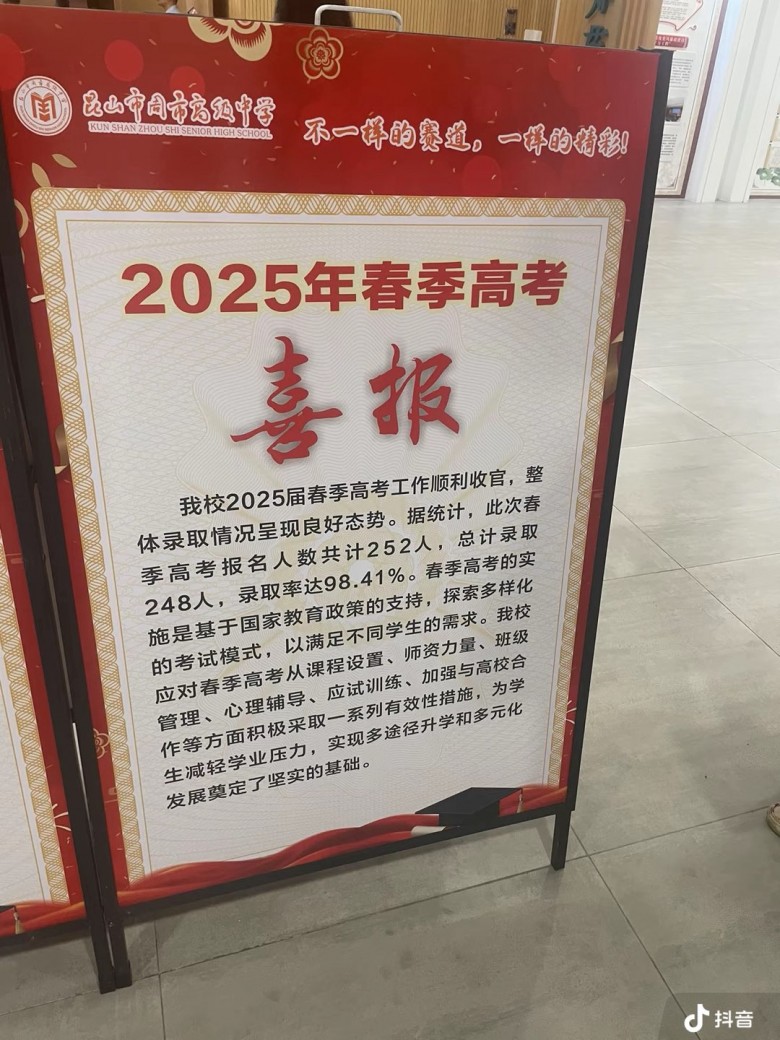 昆山市周市高级中学
KUN SHAN ZHOU SHI SENIOR HIGH SCHOOL
不一样的赛道，一样的精彩！
2025年春季高考
喜报
我校2025届春季高考工作顺利收官，整
体录取情况呈现良好态势。据统计，此次春
季高考报名人数共计252人，总计录取
248人，录取率达98.41%。春季高考的实
施是基于国家教育政策的支持，探索多样化
的考试模式，以满足不同学生的需求。我校
应对春季高考从课程设置、师资力量、班级
管理、心理辅导、应试训练、加强与高校合
作等方面积极采取一系列有效性措施，为学
生减轻学业压力，实现多途径升学和多元化
发展奠定了坚实的基础。
抖音